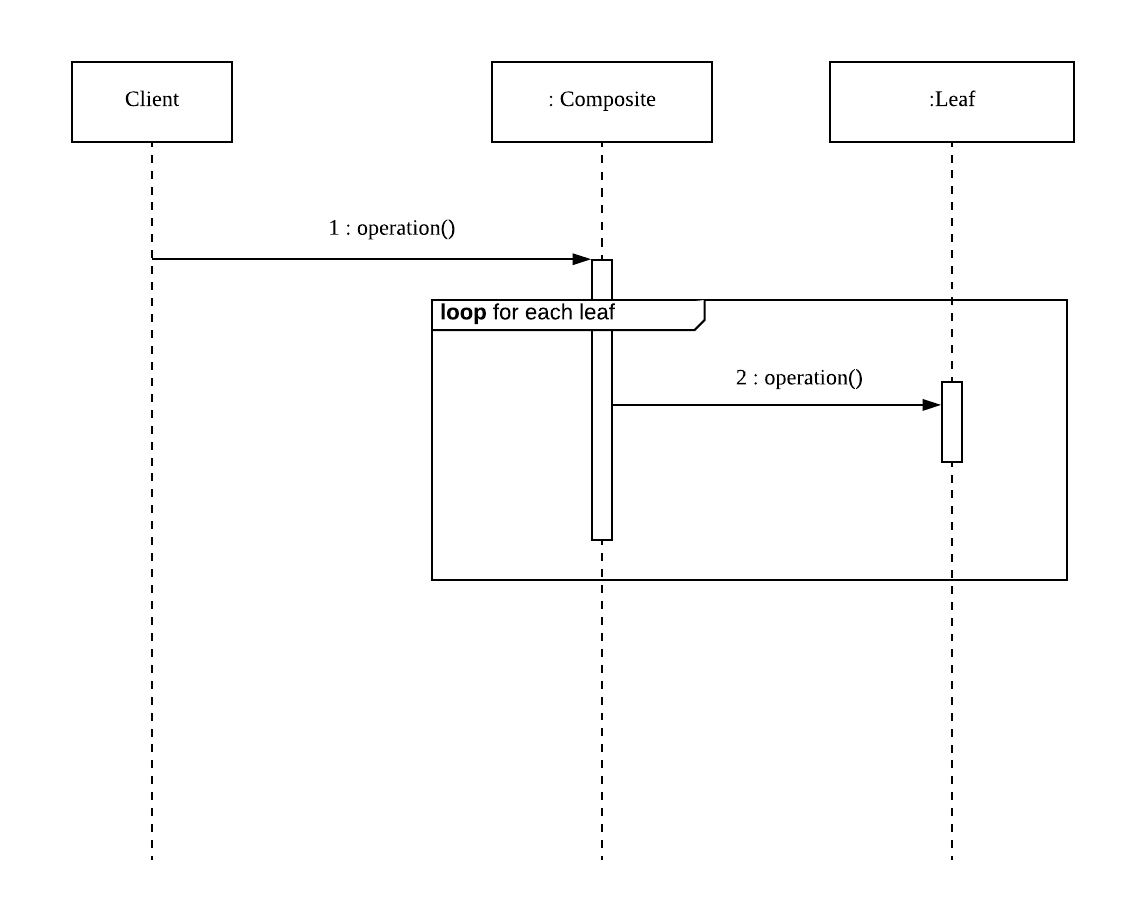 Client
: Composite
:Leaf
1 : operation()
loop for each leaf
2 : operation()